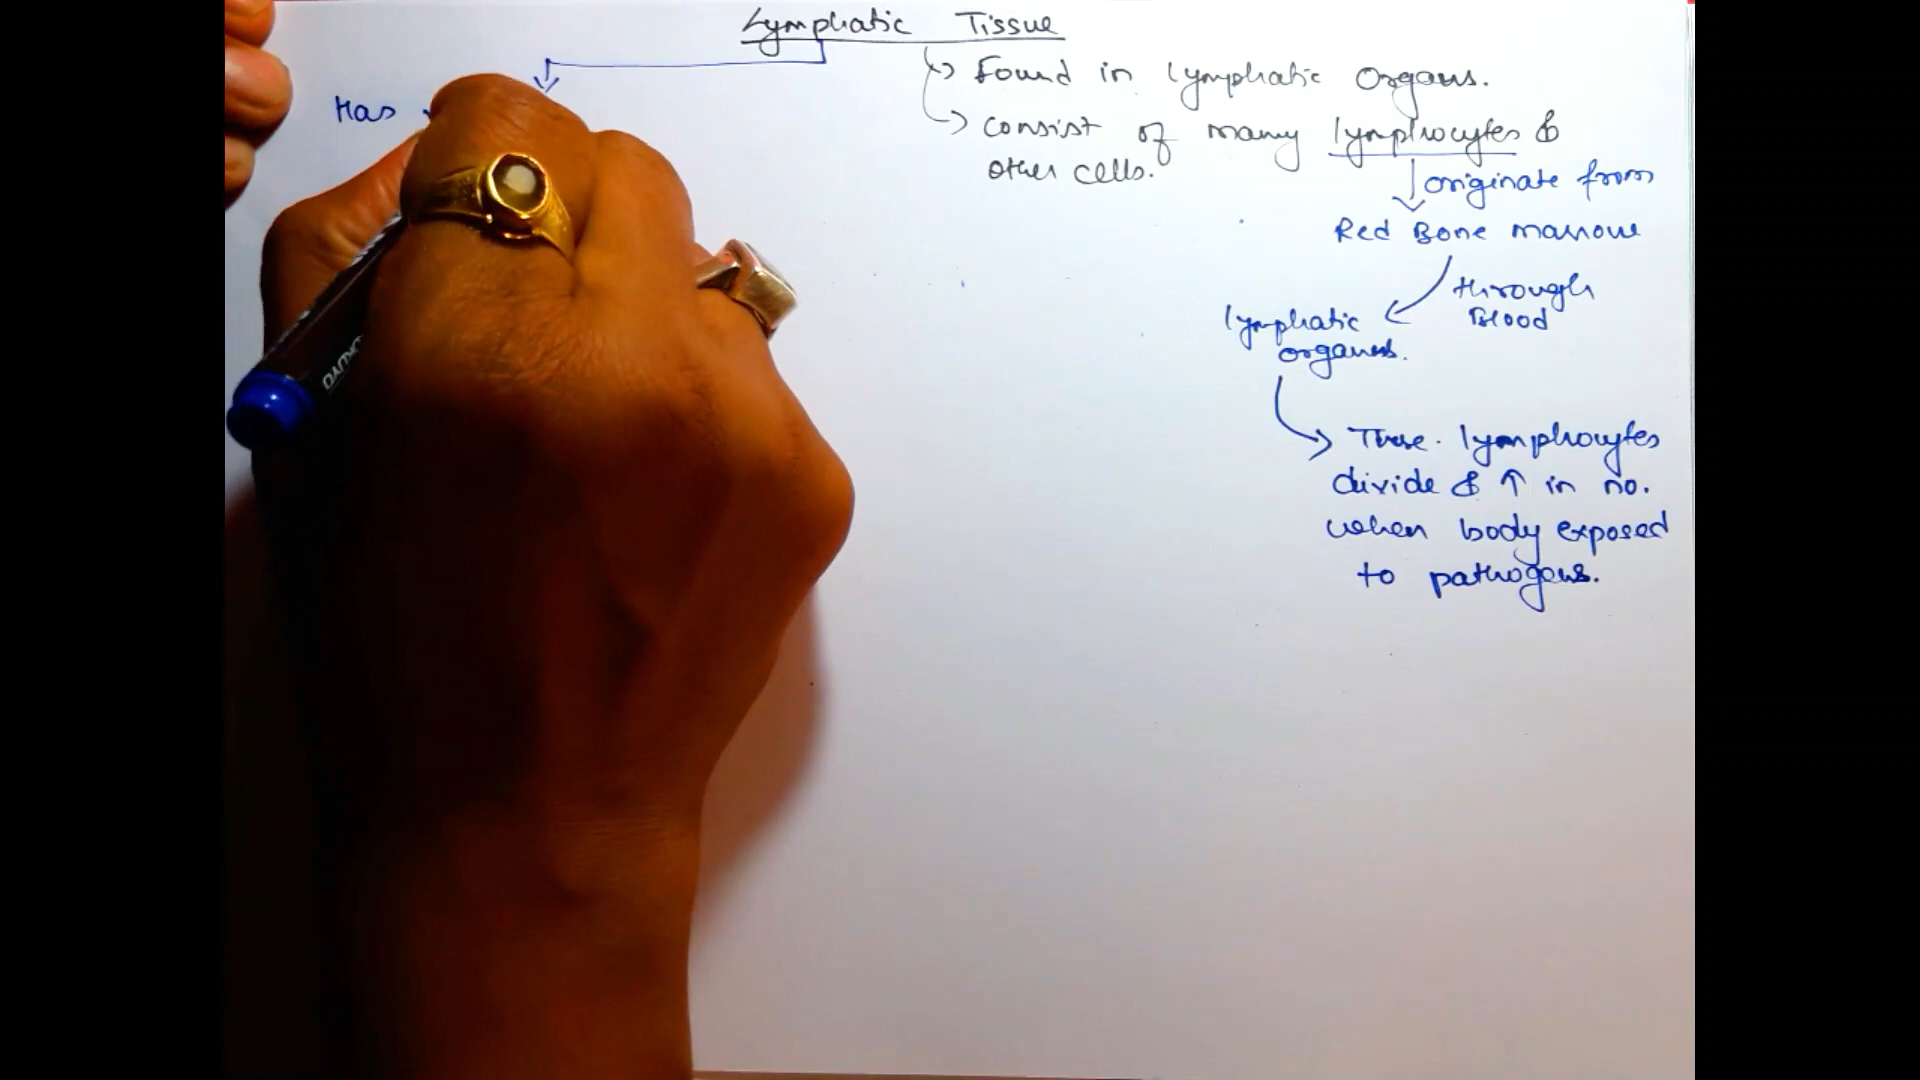 Lymphatic Tissue
Found in lymphatic organs.
consist of many lymphocytes &
other cells.
originate from
Red Bone marrow
through
Blood
lymphatic
organs.
These lymphocytes
divide & ↑ in no.
when body exposed
to pathogens.
Has